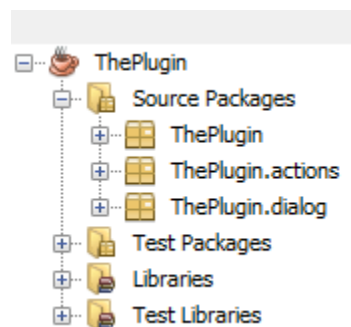 ThePlugin
Source Packages
ThePlugin
ThePlugin.actions
ThePlugin.dialog
Test Packages
Libraries
Test Libraries